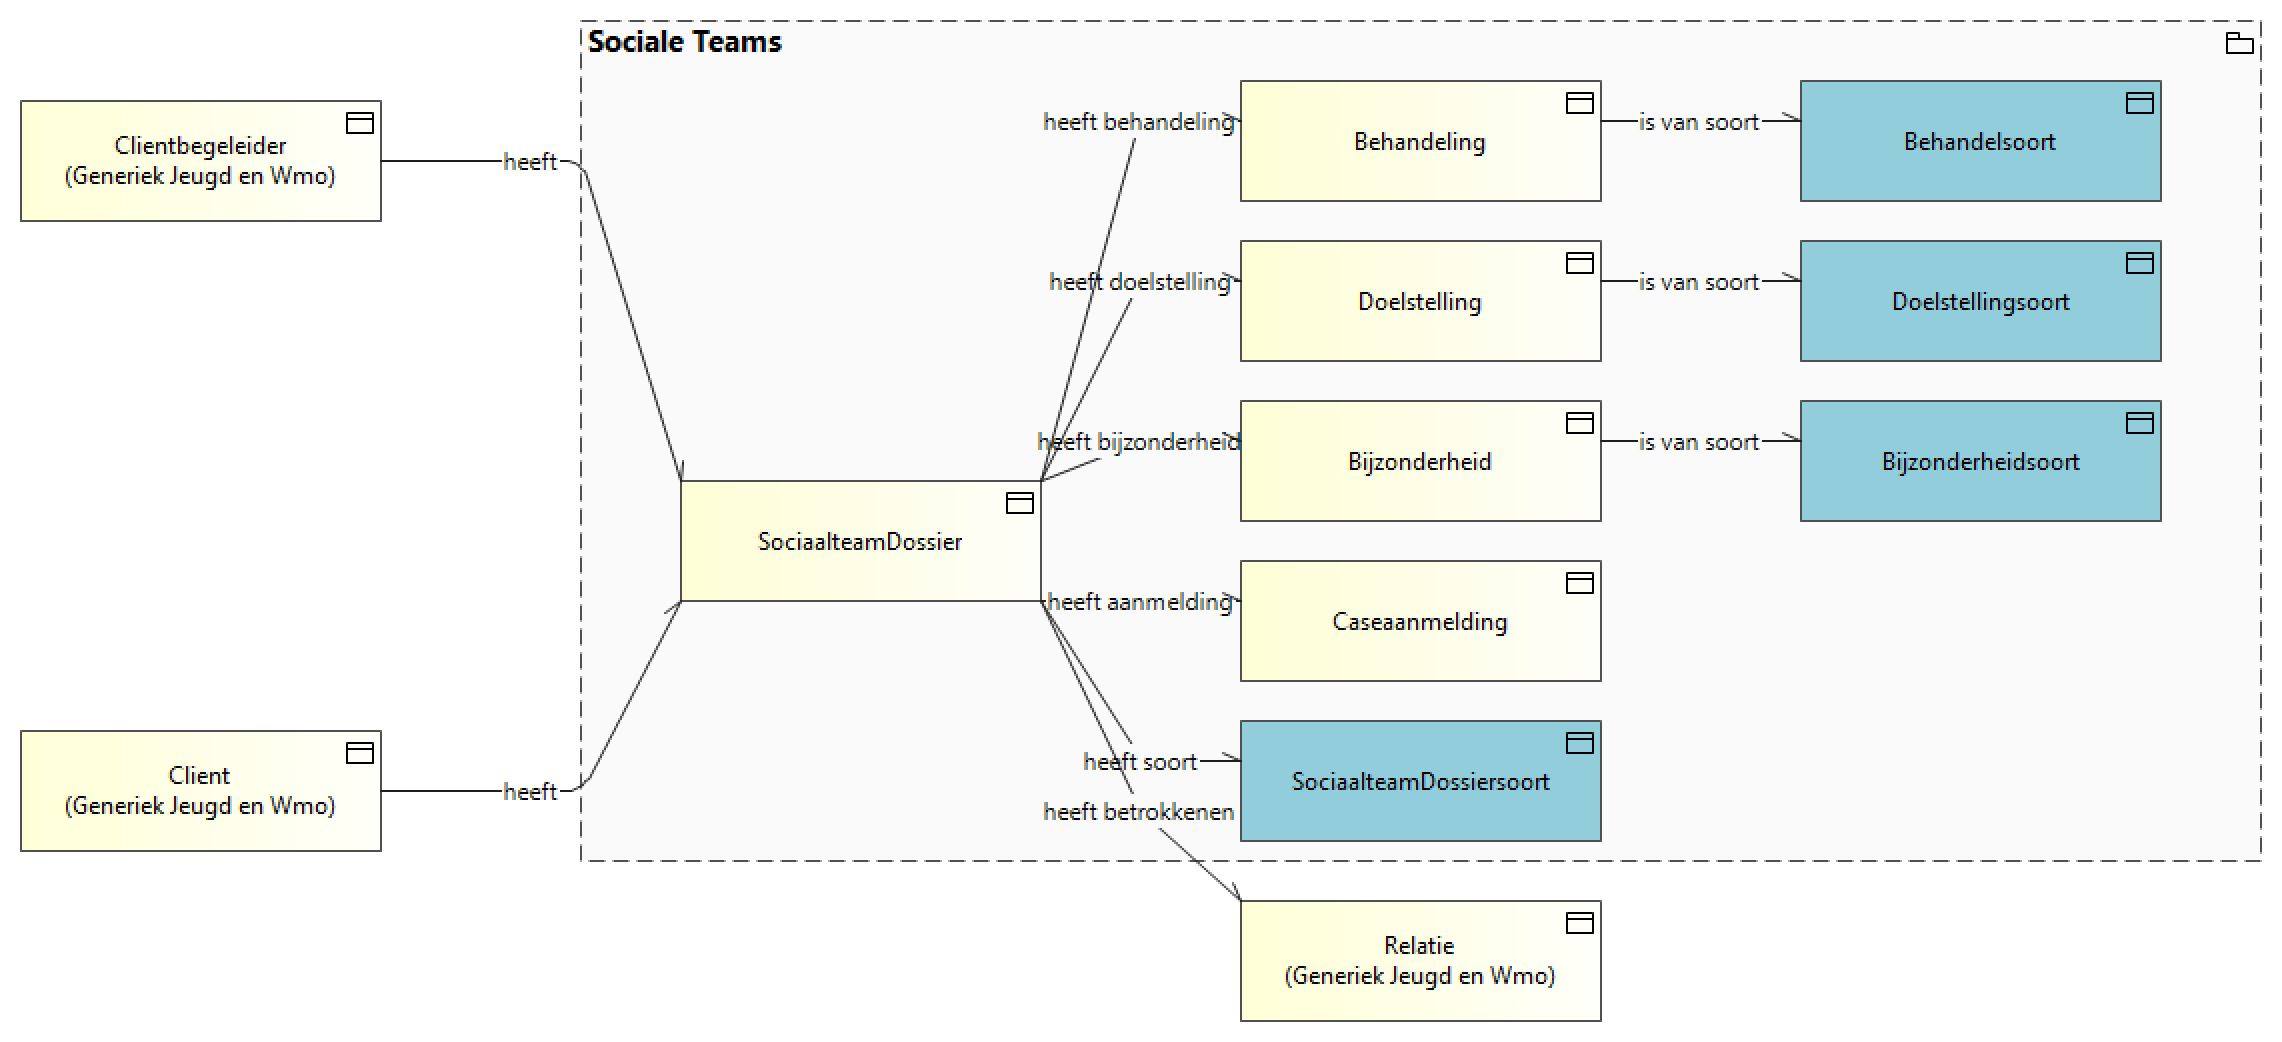 Sociale Teams
Clientbegeleider
(Generiek Jeugd en Wmo)
heeft
heeft behandeling
Behandeling
is van soort
Behandelsoort
heeft doelstelling
Doelstelling
is van soort
Doelstellingsoort
heeft bijzonderheid
Bijzonderheid
is van soort
Bijzonderheidsoort
SociaalteamDossier
heeft aanmelding
Caseaanmelding
Client
(Generiek Jeugd en Wmo)
heeft
heeft soort
SociaalteamDossiersoort
heeft betrokkenen
Relatie
(Generiek Jeugd en Wmo)